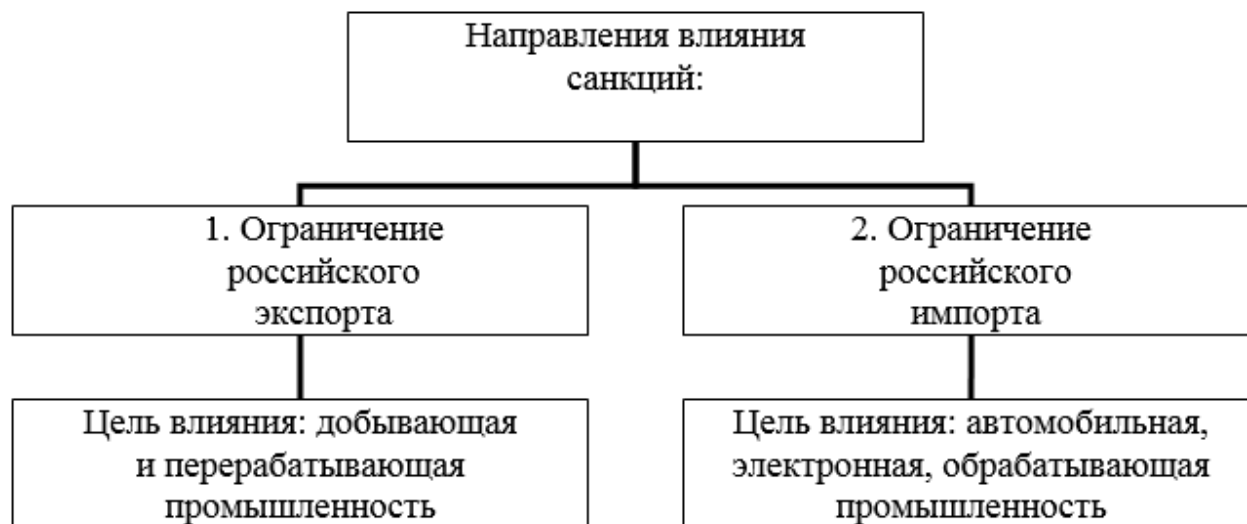 Направления влияния
санкций:
1. Ограничение
российского
экспорта
2. Ограничение
российского
импорта
Цель влияния: добывающая
и перерабатывающая
промышленность
Цель влияния: автомобильная,
электронная, обрабатывающая
промышленность